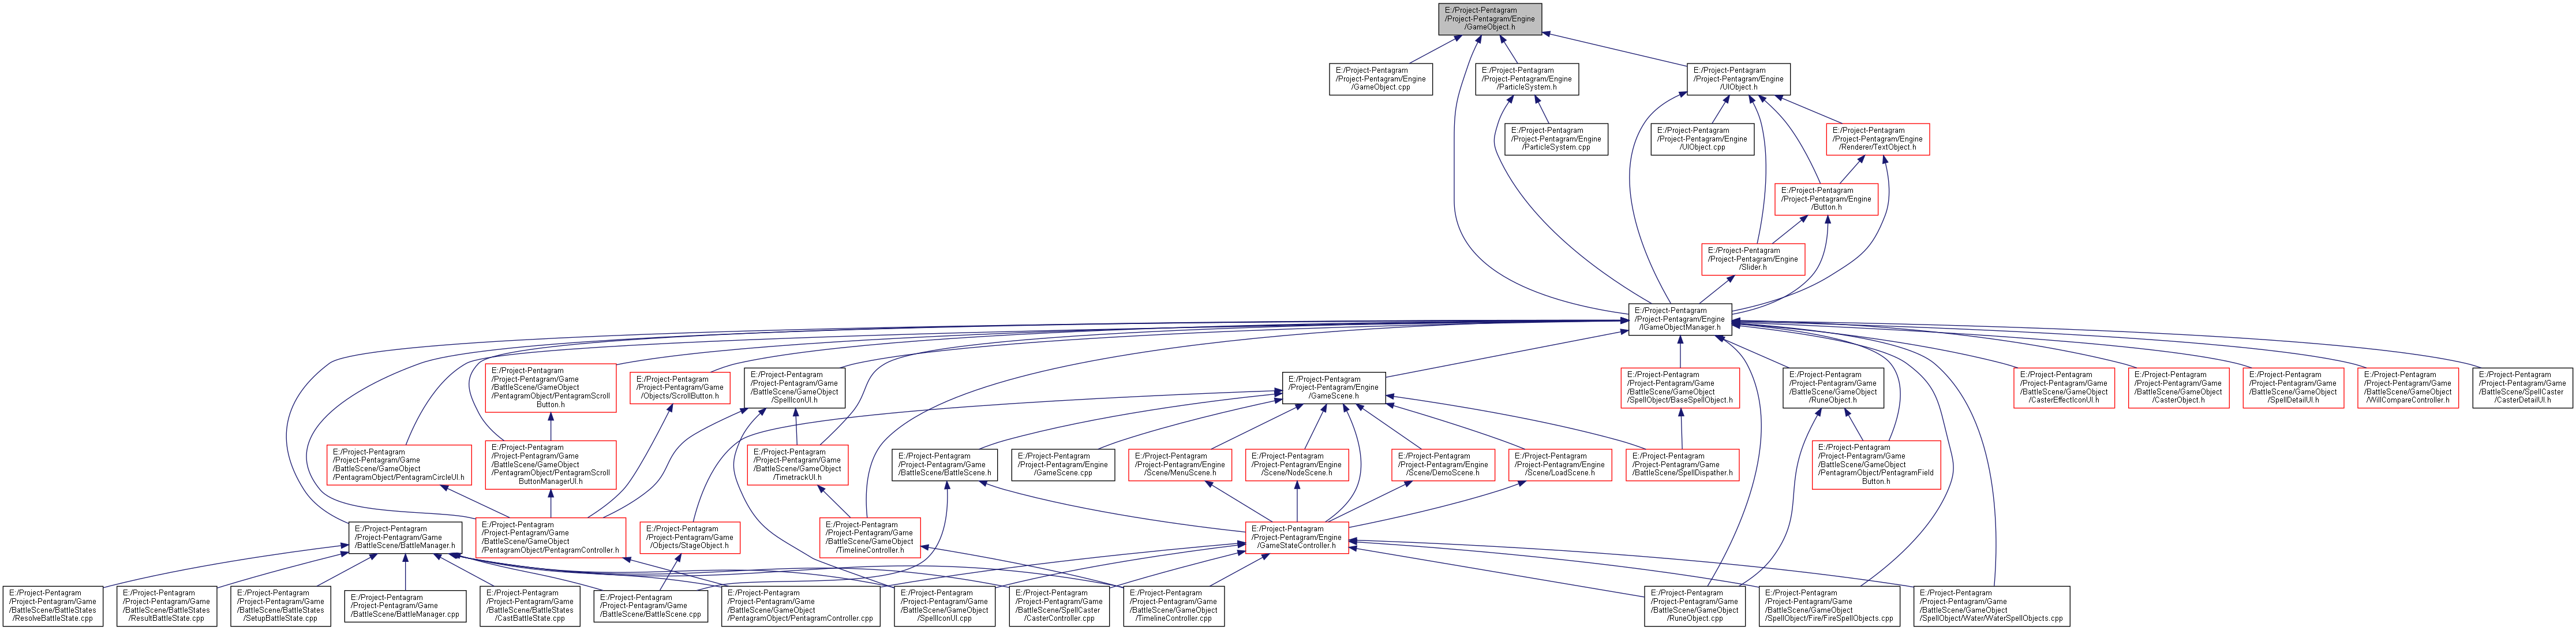 E:/Project-Pentagram
/Project-Pentagram/Engine
/GameObject.h
E:/Project-Pentagram
/Project-Pentagram/Engine
/GameObject.cpp
E:/Project-Pentagram
/Project-Pentagram/Engine
/ParticleSystem.h
E:/Project-Pentagram
/Project-Pentagram/Engine
/UIObject.h
E:/Project-Pentagram
/Project-Pentagram/Engine
/ParticleSystem.cpp
E:/Project-Pentagram
/Project-Pentagram/Engine
/UIObject.cpp
E:/Project-Pentagram
/Project-Pentagram/Engine
/Renderer/TextObject.h
E:/Project-Pentagram
/Project-Pentagram/Engine
/Button.h
E:/Project-Pentagram
/Project-Pentagram/Engine
/Slider.h
E:/Project-Pentagram
/Project-Pentagram/Engine
/IGameObjectManager.h
E:/Project-Pentagram
/Project-Pentagram/Game
/BattleScene/GameObject
/PentagramObject/PentagramScroll
Button.h
E:/Project-Pentagram
/Project-Pentagram/Game
/Objects/ScrollButton.h
E:/Project-Pentagram
/Project-Pentagram/Game
/BattleScene/GameObject
/SpellIconUI.h
E:/Project-Pentagram
/Project-Pentagram/Engine
/GameScene.h
E:/Project-Pentagram
/Project-Pentagram/Game
/BattleScene/GameObject
/SpellObject/BaseSpellObject.h
E:/Project-Pentagram
/Project-Pentagram/Game
/BattleScene/GameObject
/RuneObject.h
E:/Project-Pentagram
/Project-Pentagram/Game
/BattleScene/GameObject
/CasterEffectIconUI.h
E:/Project-Pentagram
/Project-Pentagram/Game
/BattleScene/GameObject
/CasterObject.h
E:/Project-Pentagram
/Project-Pentagram/Game
/BattleScene/GameObject
/SpellDetailUI.h
E:/Project-Pentagram
/Project-Pentagram/Game
/BattleScene/GameObject
/WillCompareController.h
E:/Project-Pentagram
/Project-Pentagram/Game
/BattleScene/SpellCaster
/CasterDetailUI.h
E:/Project-Pentagram
/Project-Pentagram/Game
/BattleScene/GameObject
/PentagramObject/PentagramCircleUI.h
E:/Project-Pentagram
/Project-Pentagram/Game
/BattleScene/GameObject
/PentagramObject/PentagramScroll
ButtonManagerUI.h
E:/Project-Pentagram
/Project-Pentagram/Game
/BattleScene/GameObject
/TimetrackUI.h
E:/Project-Pentagram
/Project-Pentagram/Game
/BattleScene/BattleScene.h
E:/Project-Pentagram
/Project-Pentagram/Engine
/GameScene.cpp
E:/Project-Pentagram
/Project-Pentagram/Engine
/Scene/MenuScene.h
E:/Project-Pentagram
/Project-Pentagram/Engine
/Scene/NodeScene.h
E:/Project-Pentagram
/Project-Pentagram/Engine
/Scene/DemoScene.h
E:/Project-Pentagram
/Project-Pentagram/Engine
/Scene/LoadScene.h
E:/Project-Pentagram
/Project-Pentagram/Game
/BattleScene/SpellDispather.h
E:/Project-Pentagram
/Project-Pentagram/Game
/BattleScene/GameObject
/PentagramObject/PentagramField
Button.h
E:/Project-Pentagram
/Project-Pentagram/Game
/BattleScene/BattleManager.h
E:/Project-Pentagram
/Project-Pentagram/Game
/BattleScene/GameObject
/PentagramObject/PentagramController.h
E:/Project-Pentagram
/Project-Pentagram/Game
/Objects/StageObject.h
E:/Project-Pentagram
/Project-Pentagram/Game
/BattleScene/GameObject
/TimelineController.h
E:/Project-Pentagram
/Project-Pentagram/Engine
/GameStateController.h
E:/Project-Pentagram
/Project-Pentagram/Game
/BattleScene/BattleStates
/ResolveBattleState.cpp
E:/Project-Pentagram
/Project-Pentagram/Game
/BattleScene/BattleStates
/ResultBattleState.cpp
E:/Project-Pentagram
/Project-Pentagram/Game
/BattleScene/BattleStates
/SetupBattleState.cpp
E:/Project-Pentagram
/Project-Pentagram/Game
/BattleScene/BattleManager.cpp
E:/Project-Pentagram
/Project-Pentagram/Game
/BattleScene/BattleStates
/CastBattleState.cpp
E:/Project-Pentagram
/Project-Pentagram/Game
/BattleScene/BattleScene.cpp
E:/Project-Pentagram
/Project-Pentagram/Game
/BattleScene/GameObject
/PentagramObject/PentagramController.cpp
E:/Project-Pentagram
/Project-Pentagram/Game
/BattleScene/GameObject
/SpellIconUI.cpp
E:/Project-Pentagram
/Project-Pentagram/Game
/BattleScene/SpellCaster
/CasterController.cpp
E:/Project-Pentagram
/Project-Pentagram/Game
/BattleScene/GameObject
/TimelineController.cpp
E:/Project-Pentagram
/Project-Pentagram/Game
/BattleScene/GameObject
/RuneObject.cpp
E:/Project-Pentagram
/Project-Pentagram/Game
/BattleScene/GameObject
/SpellObject/Fire/FireSpellObjects.cpp
E:/Project-Pentagram
/Project-Pentagram/Game
/BattleScene/GameObject
/SpellObject/Water/WaterSpellObjects.cpp